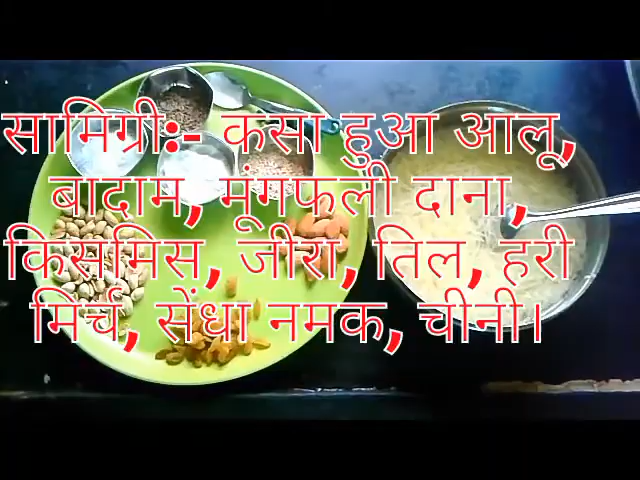 सामिग्री:- कसा हुआ आलू,
बादाम, मूंगफली दाना,
किसमिस, जीरा, तिल, हरी
मिर्च, सेंधा नमक, चीनी।